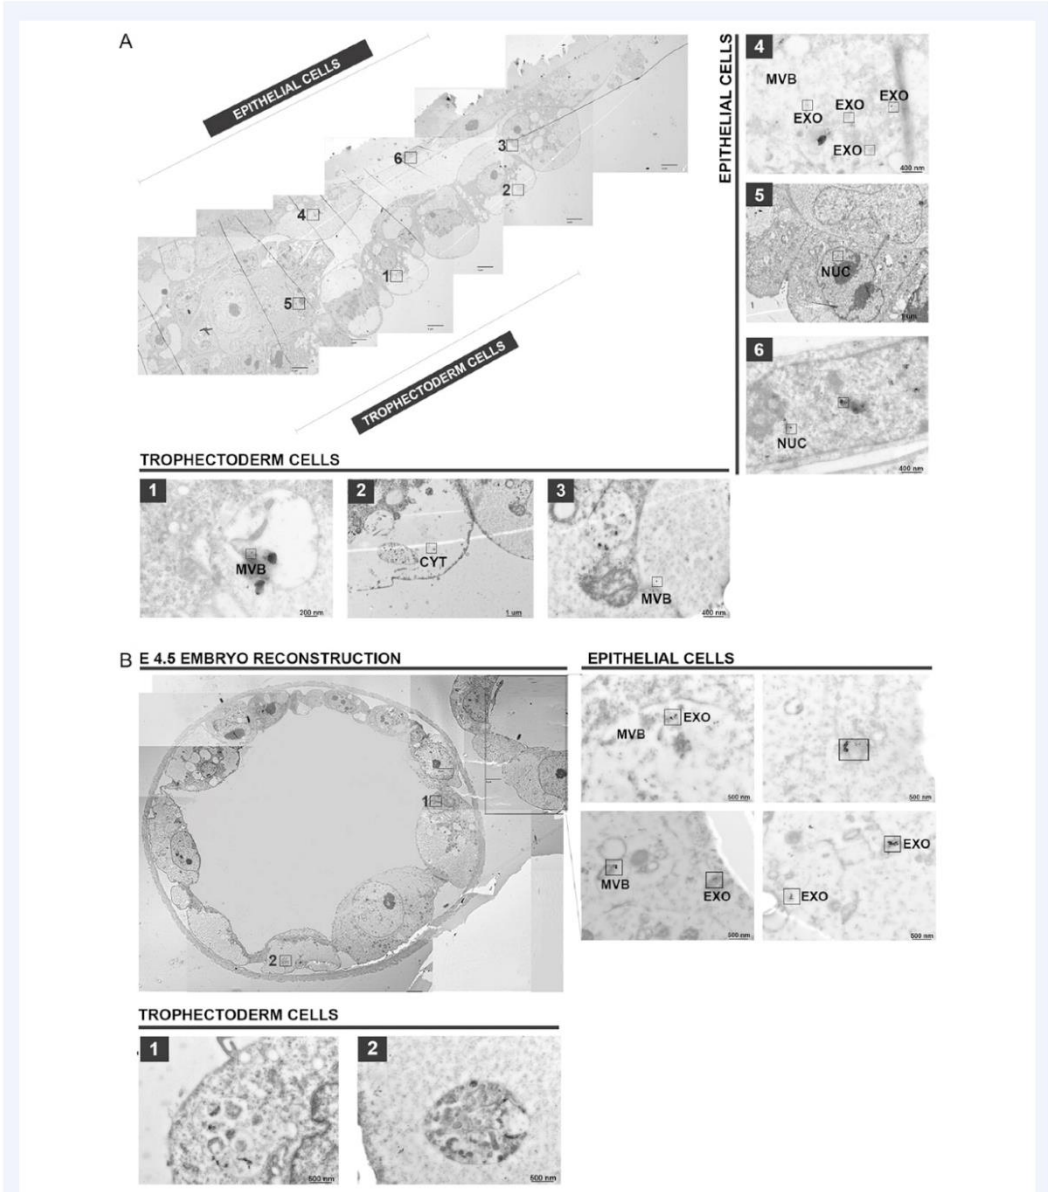 A
EPITHELIAL CELLS
6
3
2
4
1
5
TROPHECTODERM CELLS
EPITHELIAL CELLS
4
MVB
EXO
EXO
EXO
EXO
400 nm
5
NUC
1 µm
6
NUC
400 nm
TROPHECTODERM CELLS
1
MVB
200 nm
2
CYT
1 µm
3
MVB
400 nm
B
E 4.5 EMBRYO RECONSTRUCTION
1
2
EPITHELIAL CELLS
EXO
MVB
500 nm
500 nm
MVB
EXO
500 nm
EXO
EXO
500 nm
TROPHECTODERM CELLS
1
500 nm
2
500 nm